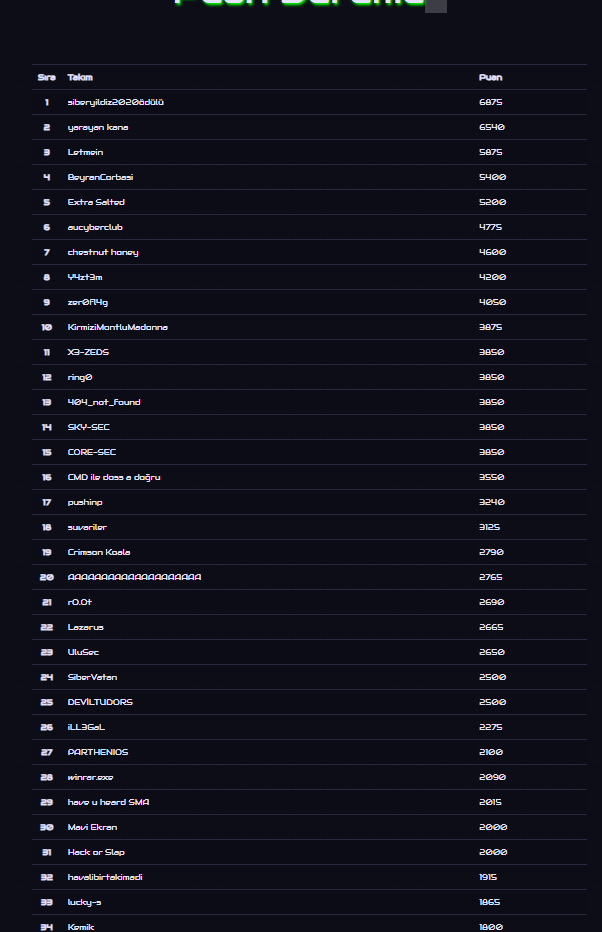 Sıra Takım Puan
1 siberyildiz2020ödülü 6875
2 yarayan kana 6540
3 Letmein 5875
4 BeyranCorbasi 5400
5 Extra Salted 5200
6 aucyberclub 4775
7 chestnut honey 4600
8 Y4zt3m 4200
9 zer0Fl4g 4050
10 KirmiziMontluMadonna 3875
11 X3-ZEDS 3850
12 ring0 3850
13 404_not_found 3850
14 SKY-SEC 3850
15 CORE-SEC 3850
16 CMD ile doss a doğru 3550
17 pushinp 3240
18 suvariler 3125
19 Crimson Koala 2790
20 AAAAAAAAAAAAAAAAAAAA 2765
21 r0.0t 2690
22 Lazarus 2665
23 UluSec 2650
24 SiberVatan 2500
25 DEVİLTUDORS 2500
26 iLL3GaL 2275
27 PARTHENIOS 2100
28 winrar.exe 2090
29 have u heard SMA 2015
30 Mavi Ekran 2000
31 Hack or Slap 2000
32 havalibirtakimadi 1915
33 lucky-s 1865
34 Kemik 1800